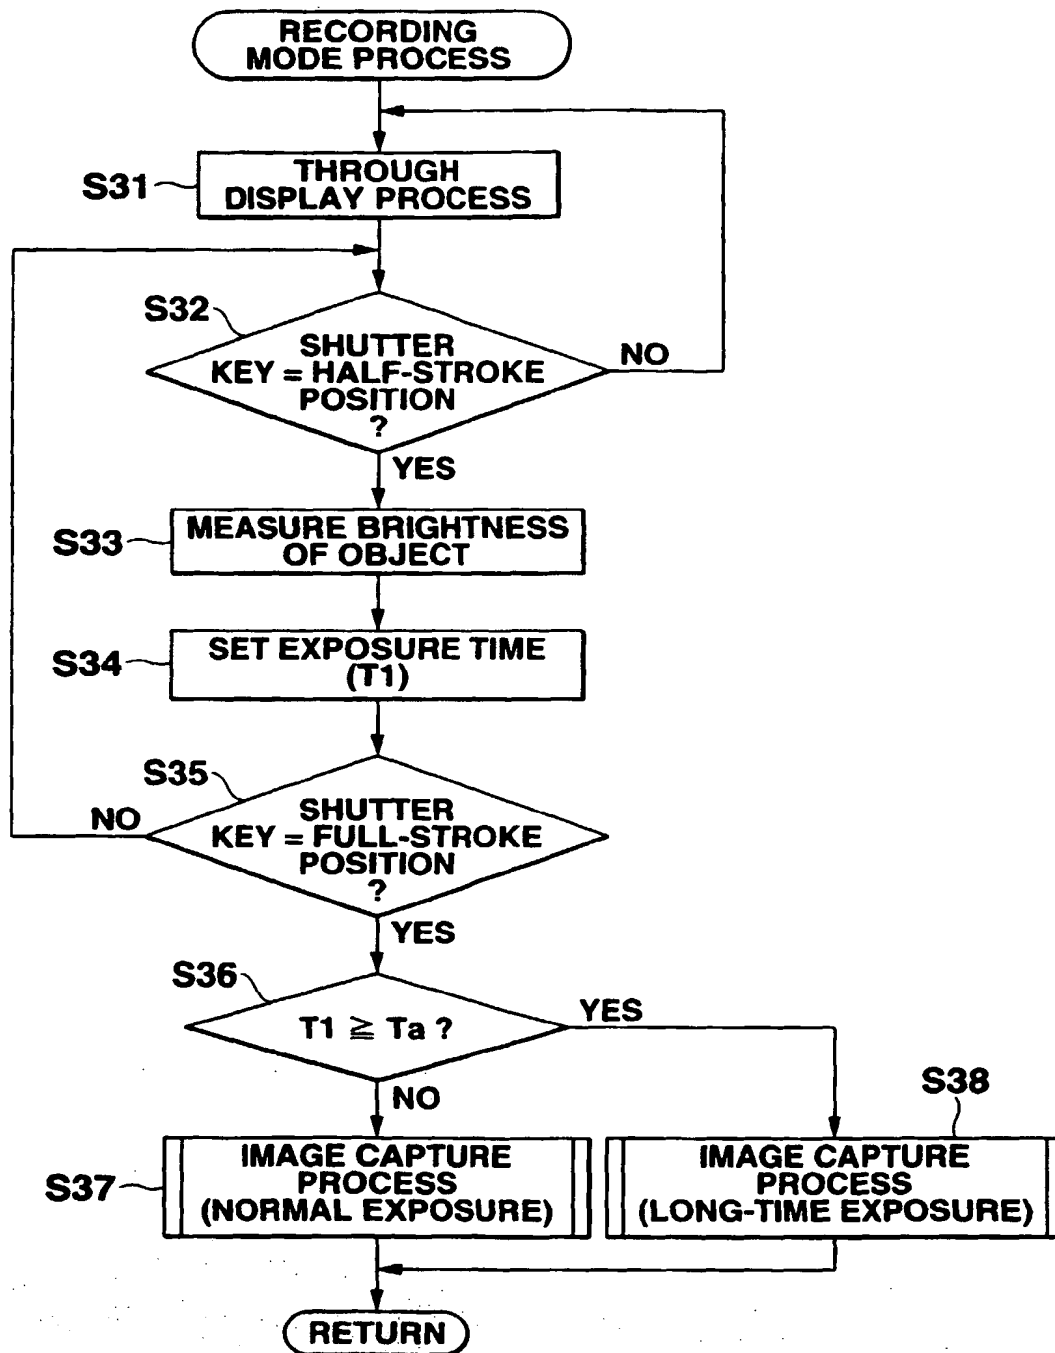 RECORDING
MODE PROCESS
S31
THROUGH
DISPLAY PROCESS
S32
SHUTTER
KEY = HALF-STROKE
POSITION
?
NO
YES
S33
MEASURE BRIGHTNESS
OF OBJECT
S34
SET EXPOSURE TIME
(T1)
S35
SHUTTER
KEY = FULL-STROKE
POSITION
?
NO
YES
S36
T1 ≧ Ta ?
YES
NO
S37
IMAGE CAPTURE
PROCESS
(NORMAL EXPOSURE)
S38
IMAGE CAPTURE
PROCESS
(LONG-TIME EXPOSURE)
RETURN